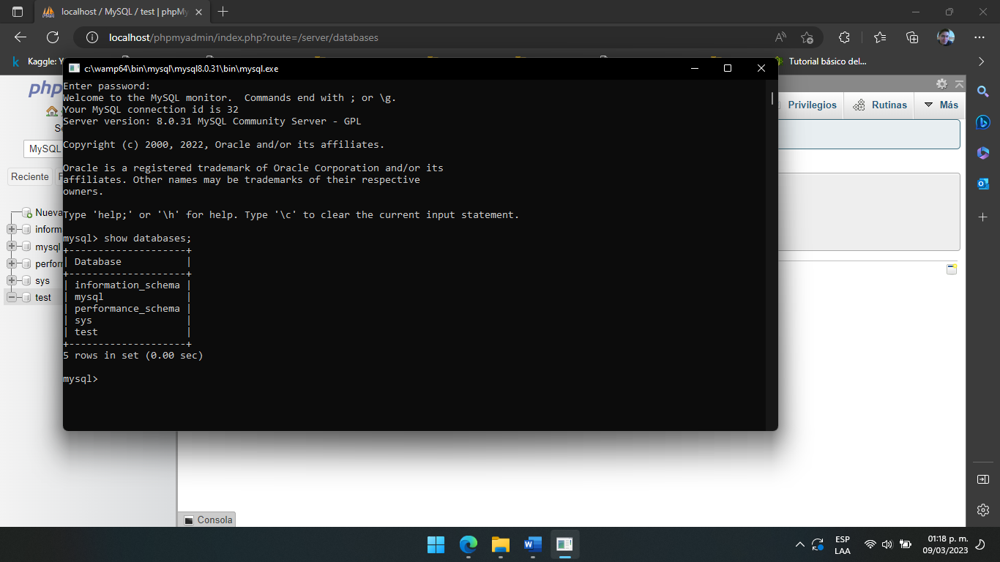 localhost / MySQL / test | phpMy
localhost/phpmyadmin/index.php?route=/server/databases
Kaggle: Y
Tutorial básico del...
c:\wamp64\bin\mysql\mysql8.0.31\bin\mysql.exe
php
MySQL
Reciente
Nueva
inform
mysql
perfor
sys
test
Enter password:
Welcome to the MySQL monitor.  Commands end with ; or \g.
Your MySQL connection id is 32
Server version: 8.0.31 MySQL Community Server - GPL
Copyright (c) 2000, 2022, Oracle and/or its affiliates.
Oracle is a registered trademark of Oracle Corporation and/or its
affiliates. Other names may be trademarks of their respective
owners.
Type 'help;' or '\h' for help. Type '\c' to clear the current input statement.
mysql> show databases;
+--------------------+
| Database           |
+--------------------+
| information_schema |
| mysql              |
| performance_schema |
| sys                |
| test               |
+--------------------+
5 rows in set (0.00 sec)
mysql>
Privilegios
Rutinas
Más
Consola
ESP
LAA
01:18 p. m.
09/03/2023